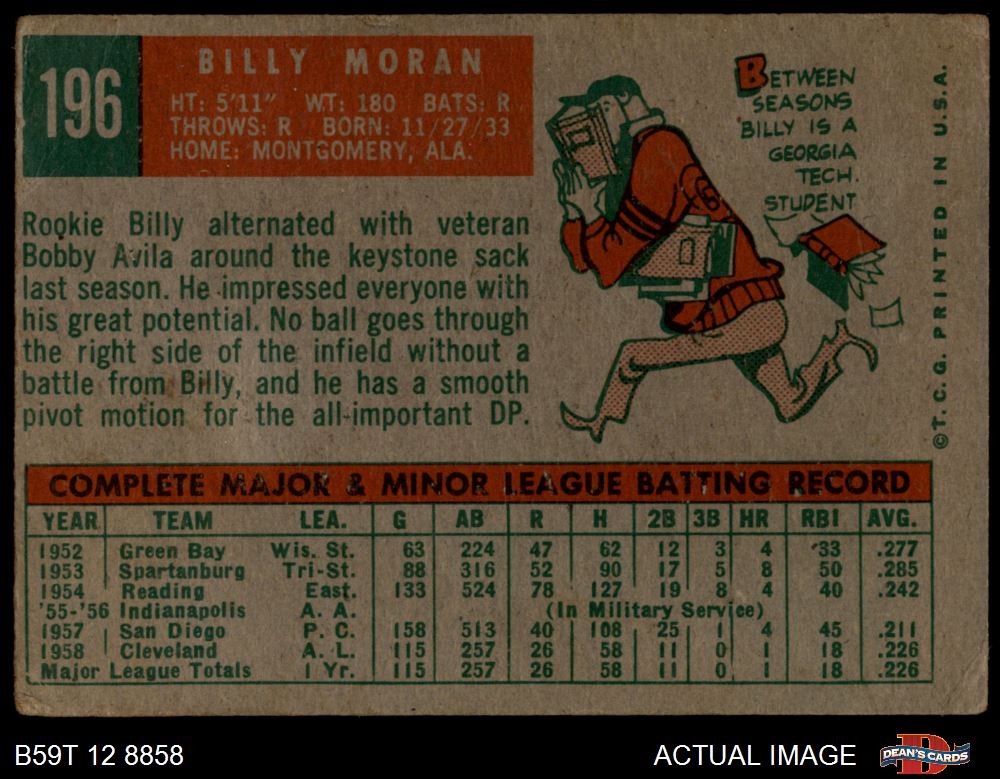 196
BILLY MORAN
HT: 5'11" WT: 180 BATS: R
THROWS: R BORN: 11/27/33
HOME: MONTGOMERY, ALA.
BETWEEN
SEASONS
BILLY IS A
GEORGIA
TECH.
STUDENT
Rookie Billy alternated with veteran
Bobby Avila around the keystone sack
last season. He impressed everyone with
his great potential. No ball goes through
the right side of the infield without a
battle from Billy, and he has a smooth
pivot motion for the all-important DP.
©T. C. G. PRINTED IN U.S.A.
COMPLETE MAJOR & MINOR LEAGUE BATTING RECORD
YEAR TEAM LEA. G AB R H 2B 3B HR RBI AVG.
1952 Green Bay Wis. St. 63 224 47 62 12 3 4 33 .277
1953 Spartanburg Tri-St. 88 316 52 90 17 5 8 50 .285
1954 Reading East. 133 524 78 127 19 8 4 40 .242
'55-'56 Indianapolis A. A. (In Military Service)
1957 San Diego P. C. 158 513 40 108 25 1 4 45 .211
1958 Cleveland A. L. 115 257 26 58 11 0 1 18 .226
Major League Totals 1 Yr. 115 257 26 58 11 0 1 18 .226
B59T 12 8858
ACTUAL IMAGE
DEAN'S CARDS